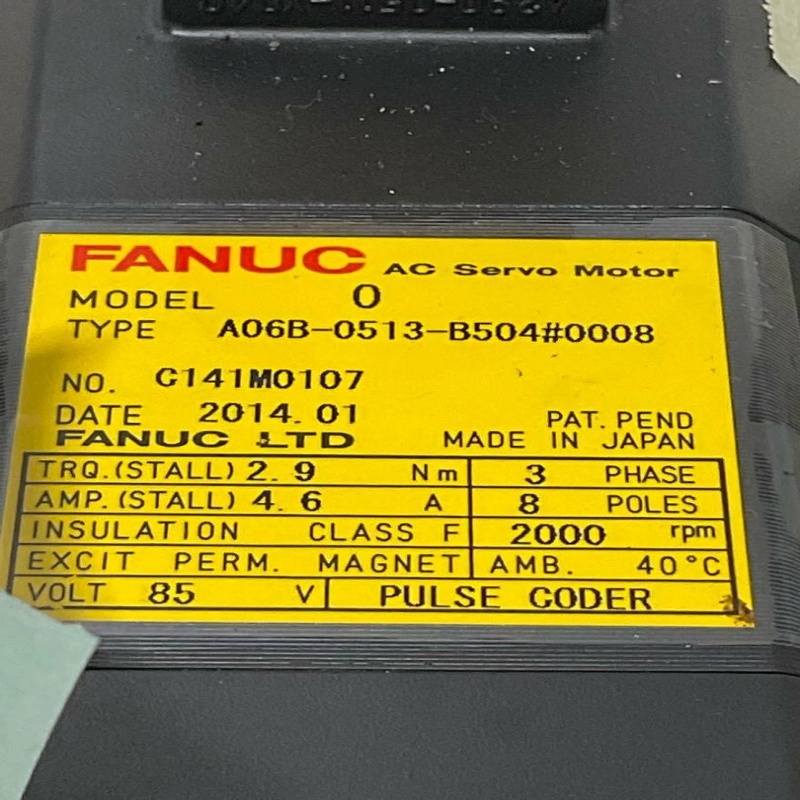 FANUC AC Servo Motor
MODEL 0
TYPE A06B-0513-B504#0008
NO. C141M0107
DATE 2014.01 PAT. PEND
FANUC LTD MADE IN JAPAN
TRQ.(STALL) 2.9 Nm 3 PHASE
AMP.(STALL) 4.6 A 8 POLES
INSULATION CLASS F 2000 rpm
EXCIT PERM. MAGNET AMB. 40°C
VOLT 85 V PULSE CODER